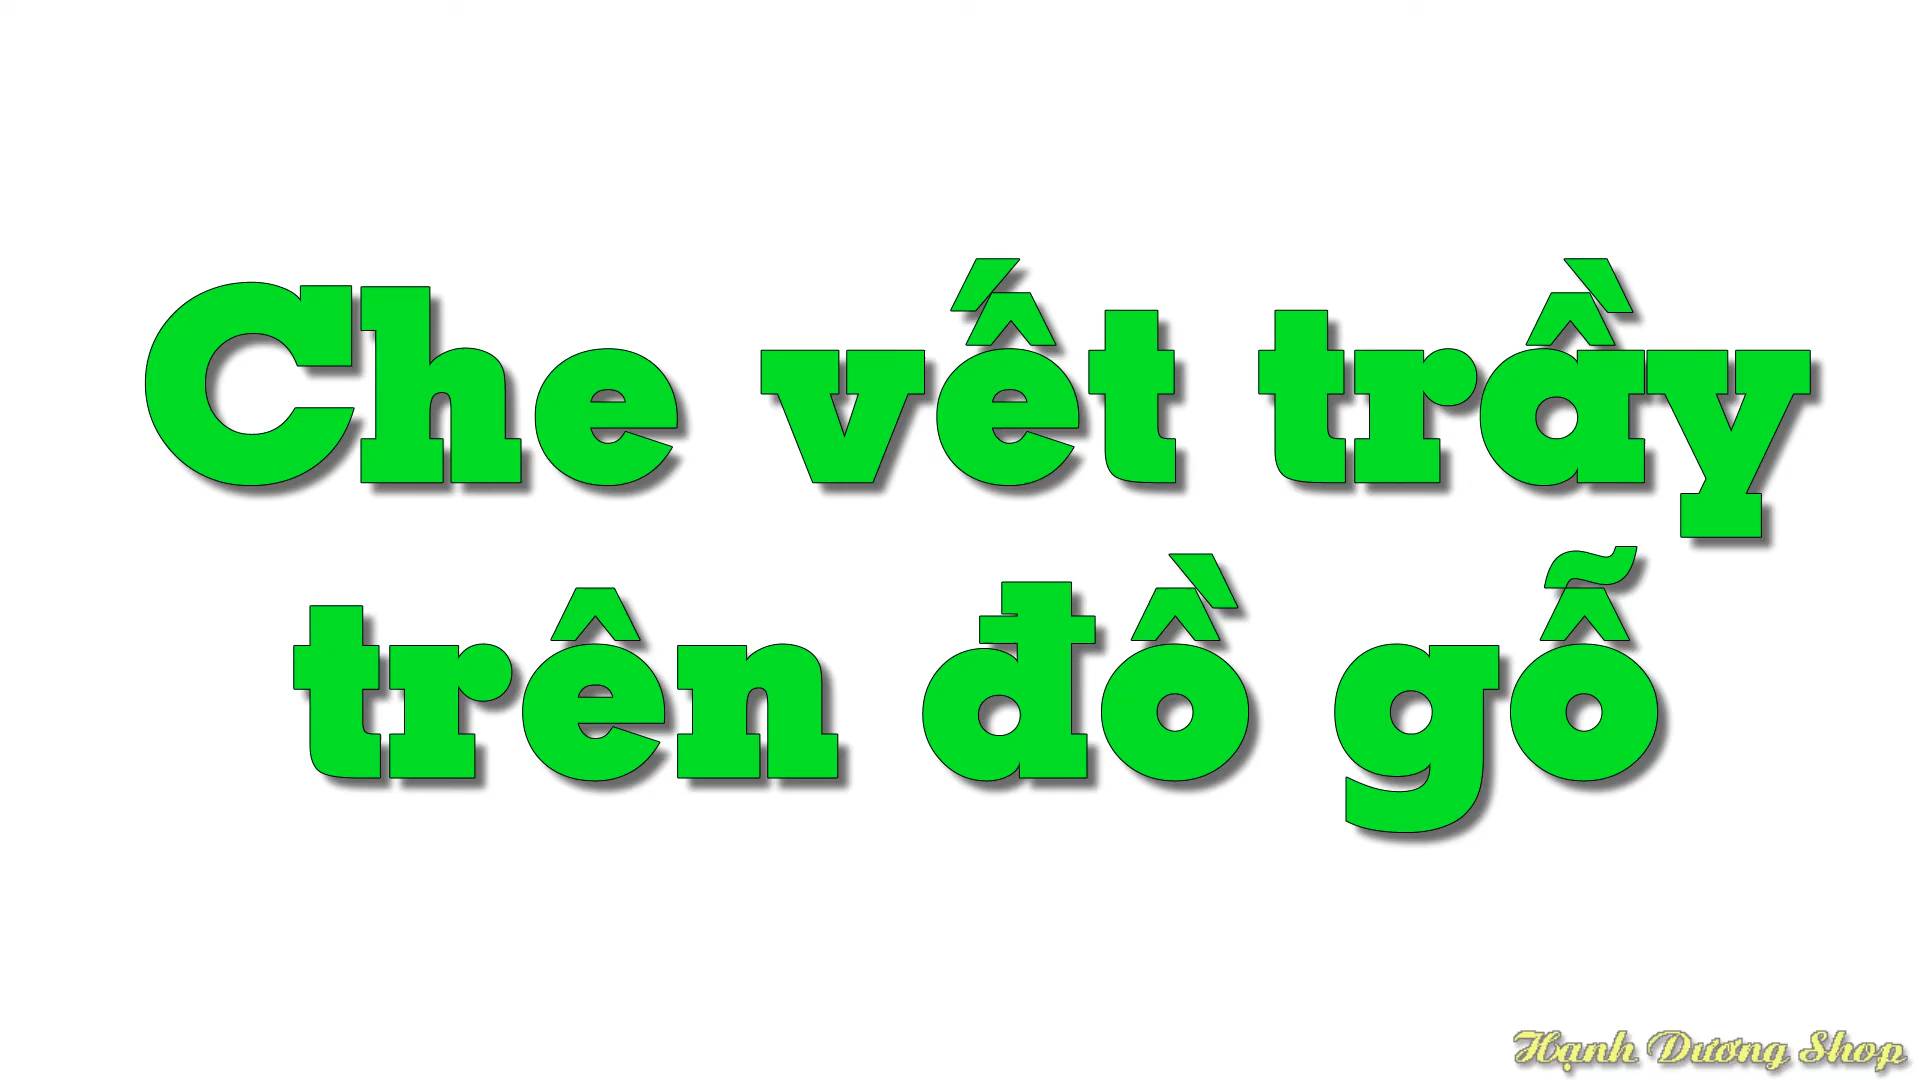 Che vết trầy
trên đồ gỗ
Hạnh Dương Shop